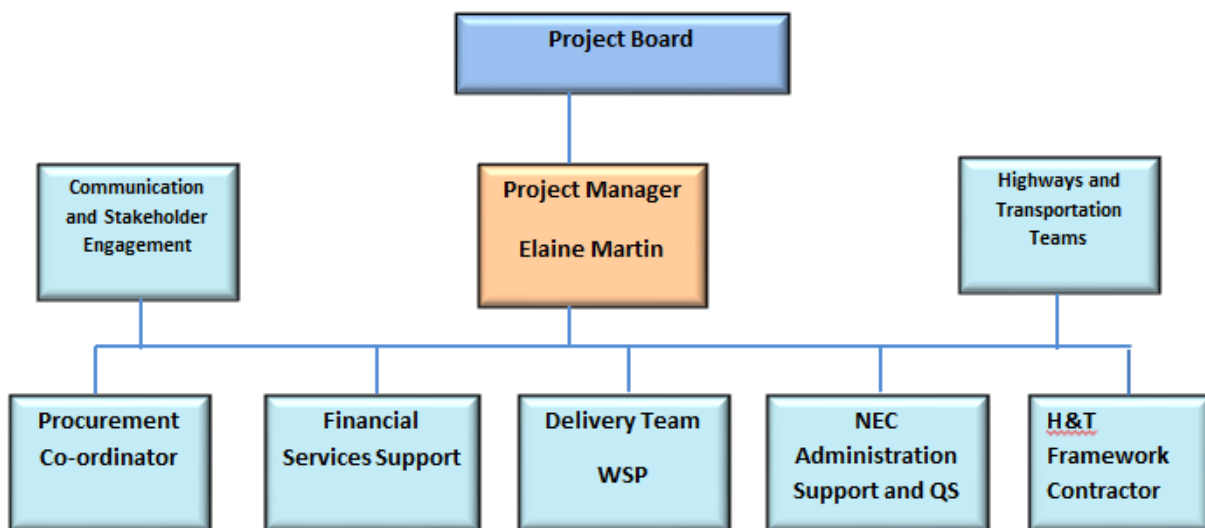 Project Board
Communication
and Stakeholder
Engagement
Project Manager
Elaine Martin
Highways and
Transportation
Teams
Procurement
Co-ordinator
Financial
Services Support
Delivery Team
WSP
NEC
Administration
Support and QS
H&T
Framework
Contractor